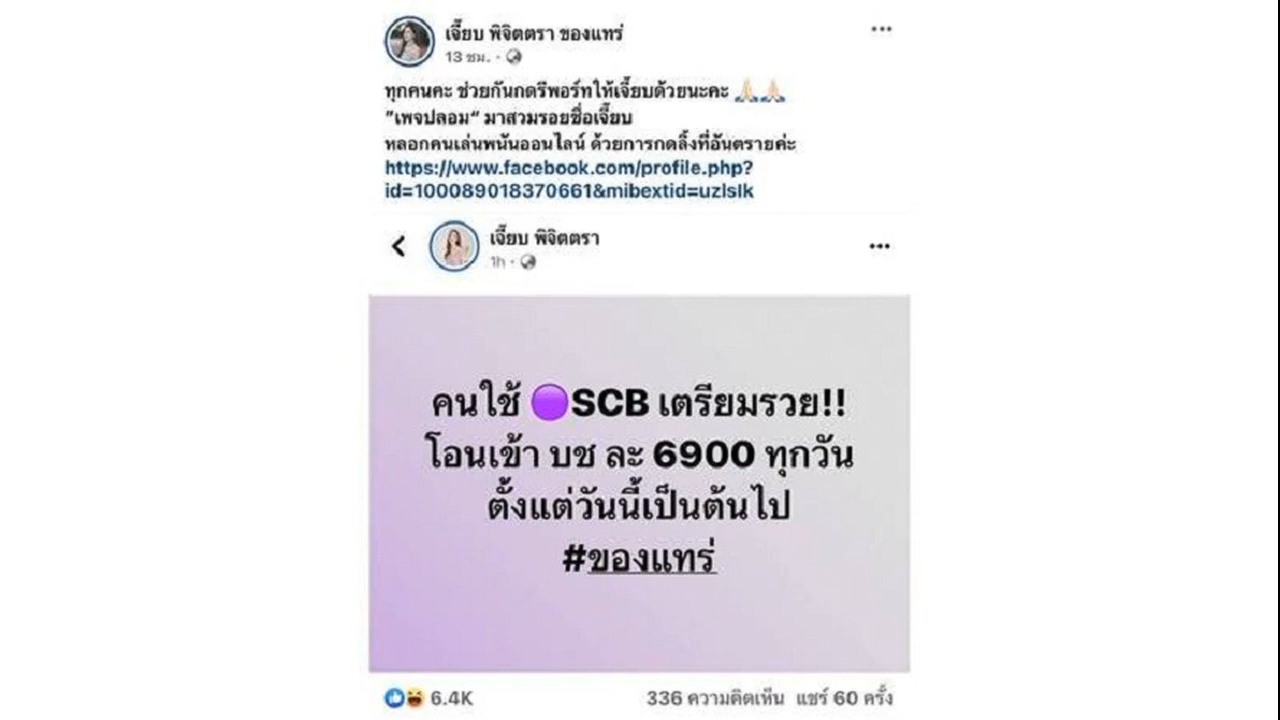 เจี๊ยบ พิจิตตรา ของแทร่
13 ชม. ·
ทุกคนคะ ช่วยกันกดรีพอร์ทให้เจี๊ยบด้วยนะคะ 🙏🏻🙏🏻
"เพจปลอม" มาสวมรอยชื่อเจี๊ยบ
หลอกคนเล่นพนันออนไลน์ ด้วยการกดลิ้งที่อันตรายค่ะ
https://www.facebook.com/profile.php?
id=100089018370661&mibextid=uzlslk
เจี๊ยบ พิจิตตรา
1h ·
คนใช้ 🟣SCB เตรียมรวย!!
โอนเข้า บช ละ 6900 ทุกวัน
ตั้งแต่วันนี้เป็นต้นไป
#ของแทร่
6.4K
336 ความคิดเห็น แชร์ 60 ครั้ง